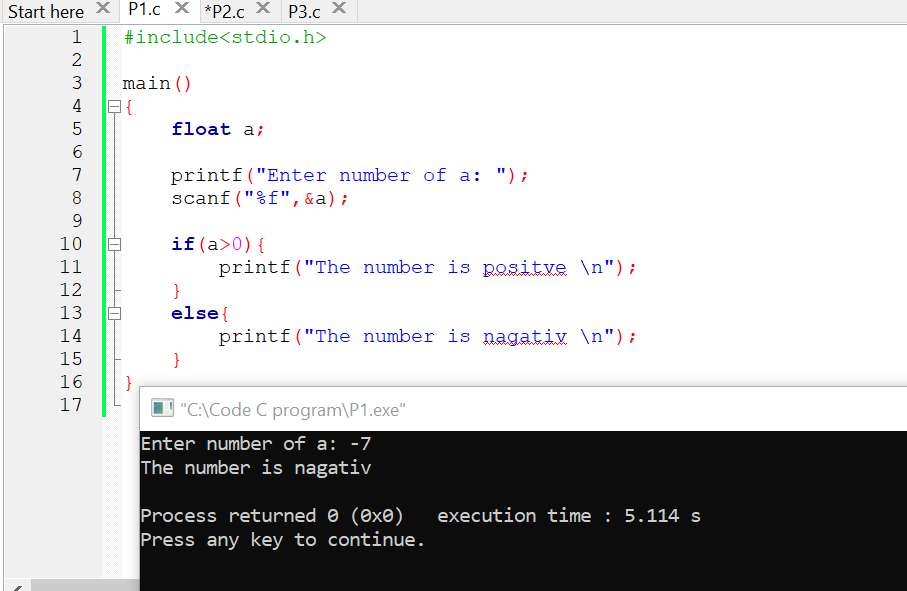 Start here P1.c *P2.c P3.c
1 #include<stdio.h>
2
3 main()
4 {
5 float a;
6
7 printf("Enter number of a: ");
8 scanf("%f",&a);
9
10 if(a>0){
11 printf("The number is positve \n");
12 }
13 else{
14 printf("The number is nagativ \n");
15 }
16 }
17
"C:\Code C program\P1.exe"
Enter number of a: -7
The number is nagativ
Process returned 0 (0x0) execution time : 5.114 s
Press any key to continue.